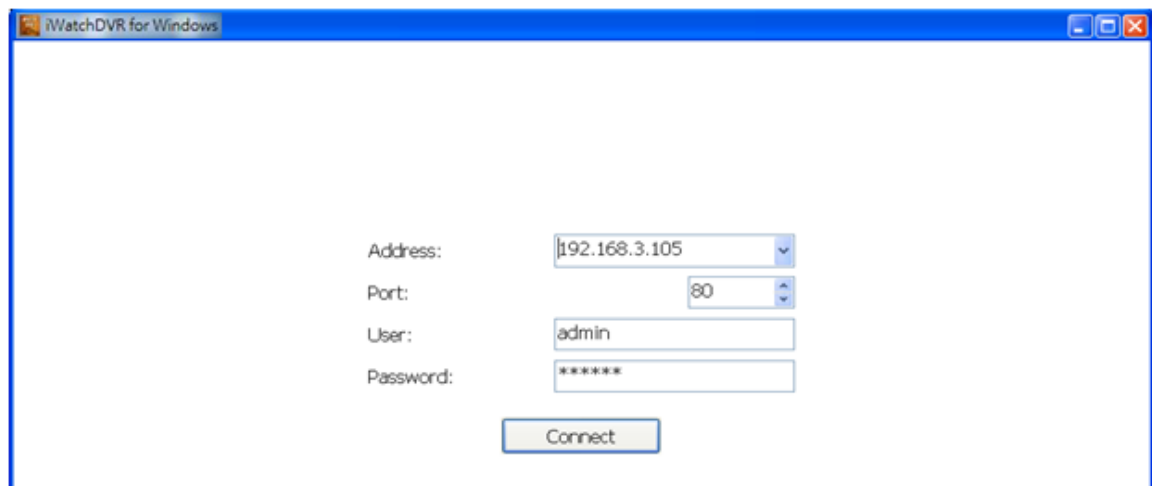 iWatchDVR for Windows
Address: 192.168.3.105
Port: 80
User: admin
Password: ******
Connect